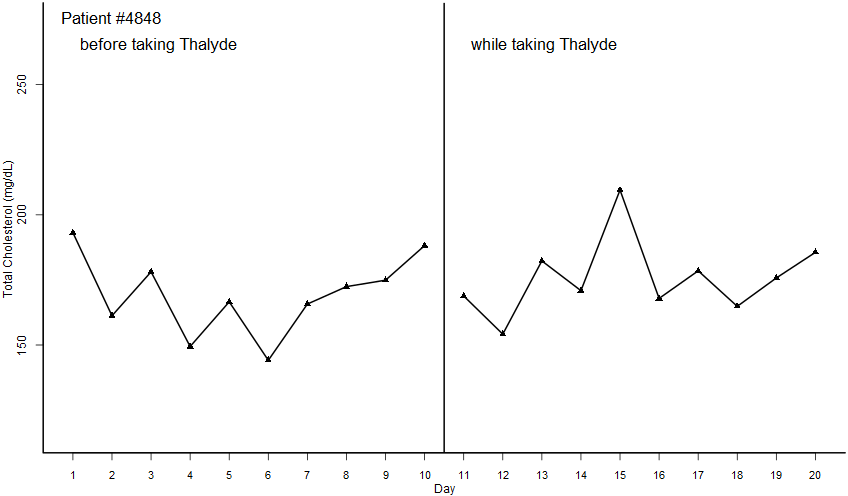 Patient #4848
before taking Thalyde
while taking Thalyde
Total Cholesterol (mg/dL)
250
200
150
1 2 3 4 5 6 7 8 9 10 11 12 13 14 15 16 17 18 19 20
Day